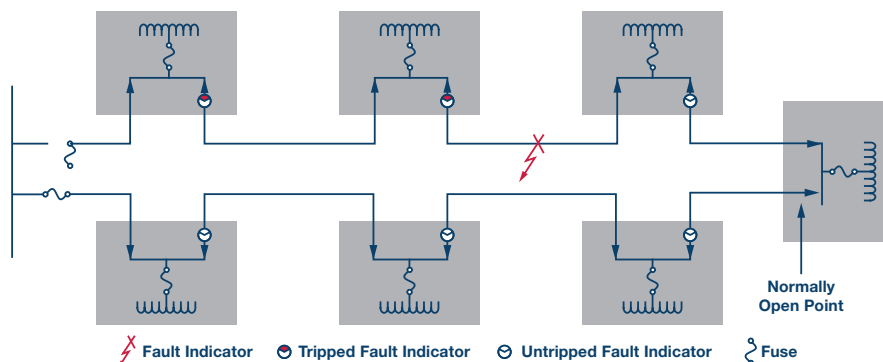 Normally
Open Point
Fault Indicator
Tripped Fault Indicator
Untripped Fault Indicator
Fuse